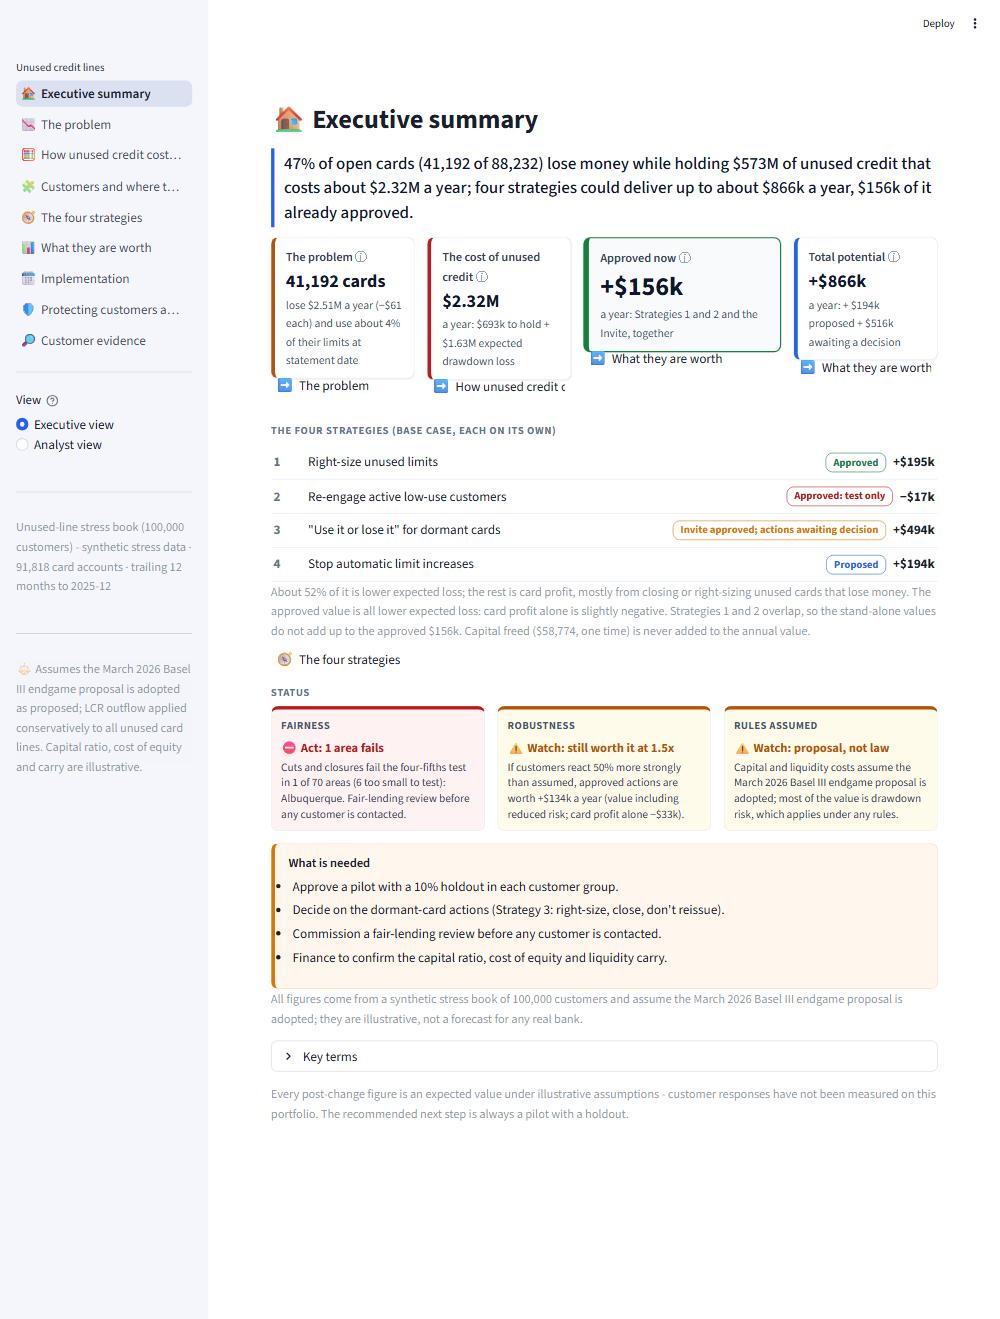 Deploy
Unused credit lines
Executive summary
The problem
How unused credit cost…
Customers and where t…
The four strategies
What they are worth
Implementation
Protecting customers a…
Customer evidence
View
Executive view
Analyst view
Unused-line stress book (100,000
customers) · synthetic stress data ·
91,818 card accounts · trailing 12
months to 2025-12
Assumes the March 2026 Basel
III endgame proposal is adopted
as proposed; LCR outflow applied
conservatively to all unused card
lines. Capital ratio, cost of equity
and carry are illustrative.
Executive summary
47% of open cards (41,192 of 88,232) lose money while holding $573M of unused credit that
costs about $2.32M a year; four strategies could deliver up to about $866k a year, $156k of it
already approved.
The problem ⓘ
41,192 cards
lose $2.51M a year (−$61
each) and use about 4%
of their limits at
statement date
The problem
The cost of unused
credit ⓘ
$2.32M
a year: $693k to hold +
$1.63M expected
drawdown loss
How unused credit c
Approved now ⓘ
+$156k
a year: Strategies 1 and 2 and the
Invite, together
What they are worth
Total potential ⓘ
+$866k
a year: + $194k
proposed + $516k
awaiting a decision
What they are worth
THE FOUR STRATEGIES (BASE CASE, EACH ON ITS OWN)
1 Right-size unused limits Approved +$195k
2 Re-engage active low-use customers Approved: test only −$17k
3 "Use it or lose it" for dormant cards Invite approved; actions awaiting decision +$494k
4 Stop automatic limit increases Proposed +$194k
About 52% of it is lower expected loss; the rest is card profit, mostly from closing or right-sizing unused cards that lose money. The
approved value is all lower expected loss: card profit alone is slightly negative. Strategies 1 and 2 overlap, so the stand-alone values
do not add up to the approved $156k. Capital freed ($58,774, one time) is never added to the annual value.
The four strategies
STATUS
FAIRNESS
Act: 1 area fails
Cuts and closures fail the four-fifths test
in 1 of 70 areas (6 too small to test):
Albuquerque. Fair-lending review before
any customer is contacted.
ROBUSTNESS
Watch: still worth it at 1.5x
If customers react 50% more strongly
than assumed, approved actions are
worth +$134k a year (value including
reduced risk; card profit alone −$33k).
RULES ASSUMED
Watch: proposal, not law
Capital and liquidity costs assume the
March 2026 Basel III endgame proposal is
adopted; most of the value is drawdown
risk, which applies under any rules.
What is needed
• Approve a pilot with a 10% holdout in each customer group.
• Decide on the dormant-card actions (Strategy 3: right-size, close, don't reissue).
• Commission a fair-lending review before any customer is contacted.
• Finance to confirm the capital ratio, cost of equity and liquidity carry.
All figures come from a synthetic stress book of 100,000 customers and assume the March 2026 Basel III endgame proposal is
adopted; they are illustrative, not a forecast for any real bank.
Key terms
Every post-change figure is an expected value under illustrative assumptions · customer responses have not been measured on this
portfolio. The recommended next step is always a pilot with a holdout.